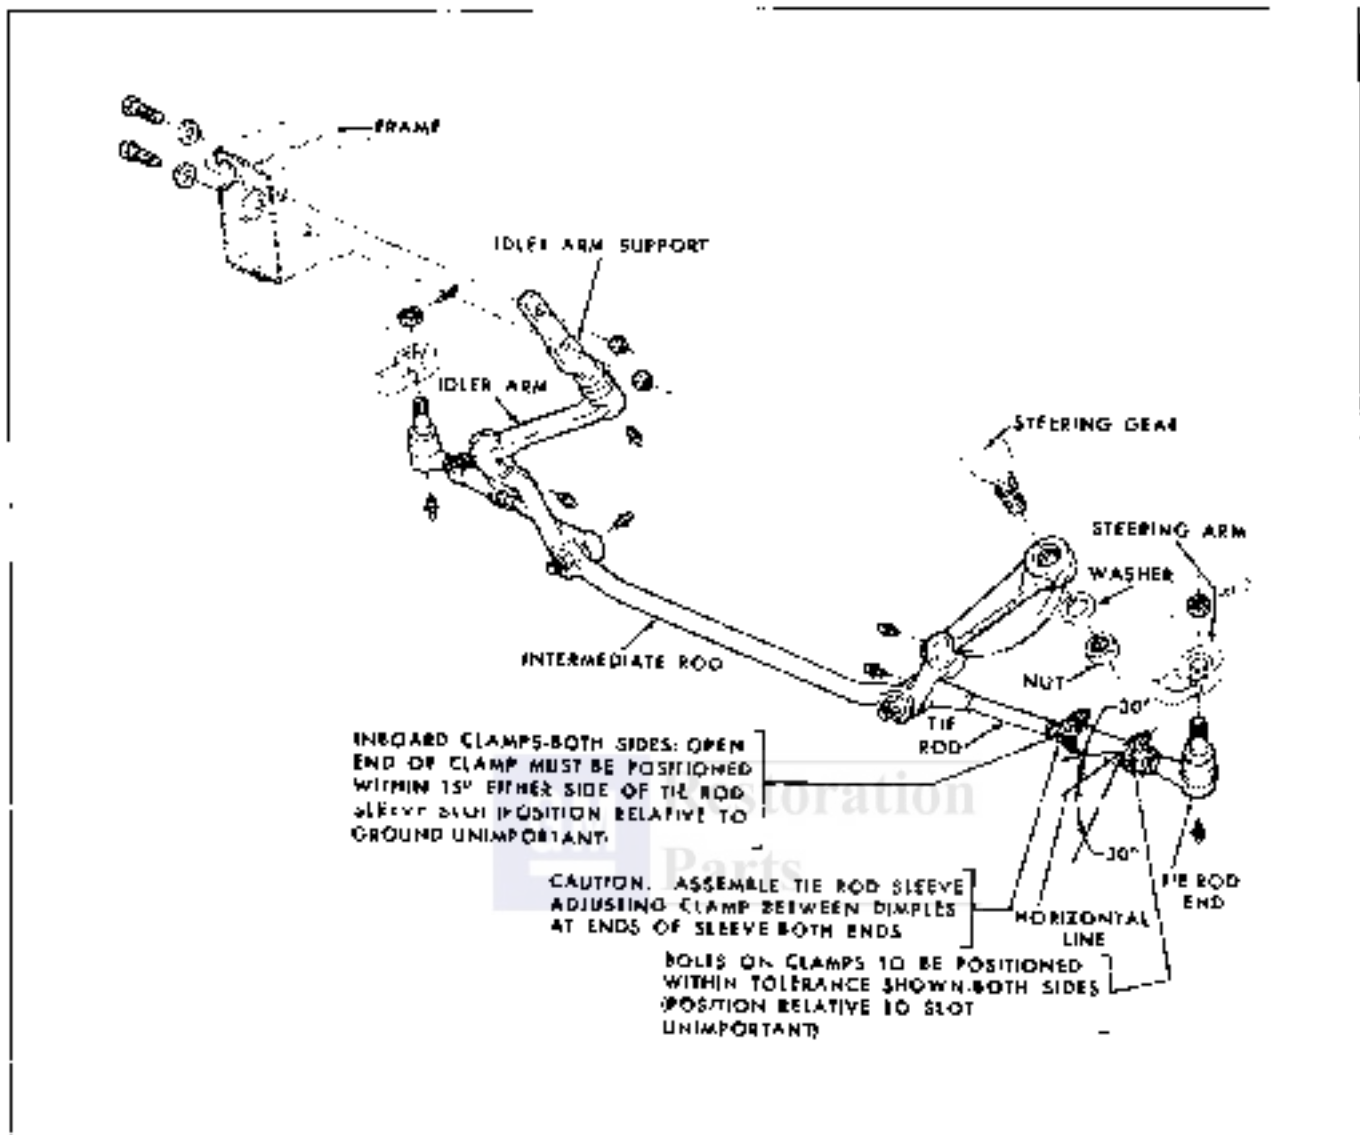 FRAME
IDLER ARM SUPPORT
IDLER ARM
STEERING GEAR
STEERING ARM
WASHER
INTERMEDIATE ROD
NUT
30°
TIE
ROD
INBOARD CLAMPS-BOTH SIDES: OPEN
END OF CLAMP MUST BE POSITIONED
WITHIN 15° EITHER SIDE OF TIE ROD
SLEEVE SLOT (POSITION RELATIVE TO
GROUND UNIMPORTANT)
GM
Restoration
Parts
30°
TIE ROD
END
CAUTION. ASSEMBLE TIE ROD SLEEVE
ADJUSTING CLAMP BETWEEN DIMPLES
AT ENDS OF SLEEVE BOTH ENDS
HORIZONTAL
LINE
BOLTS ON CLAMPS TO BE POSITIONED
WITHIN TOLERANCE SHOWN-BOTH SIDES
(POSITION RELATIVE TO SLOT
UNIMPORTANT)